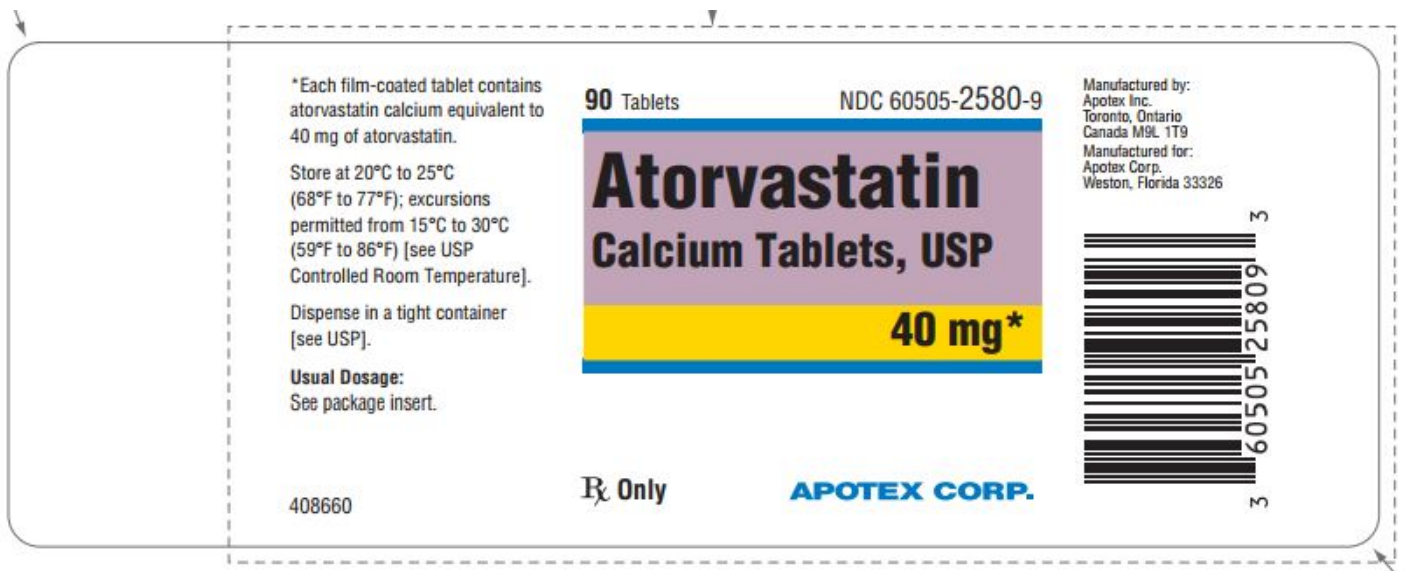 *Each film-coated tablet contains
atorvastatin calcium equivalent to
40 mg of atorvastatin.
Store at 20°C to 25°C
(68°F to 77°F); excursions
permitted from 15°C to 30°C
(59°F to 86°F) [see USP
Controlled Room Temperature].
Dispense in a tight container
[see USP].
Usual Dosage:
See package insert.
408660
90 Tablets NDC 60505-2580-9
Atorvastatin
Calcium Tablets, USP
40 mg*
℞ Only APOTEX CORP.
Manufactured by:
Apotex Inc.
Toronto, Ontario
Canada M9L 1T9
Manufactured for:
Apotex Corp.
Weston, Florida 33326
3 60505 25809 3